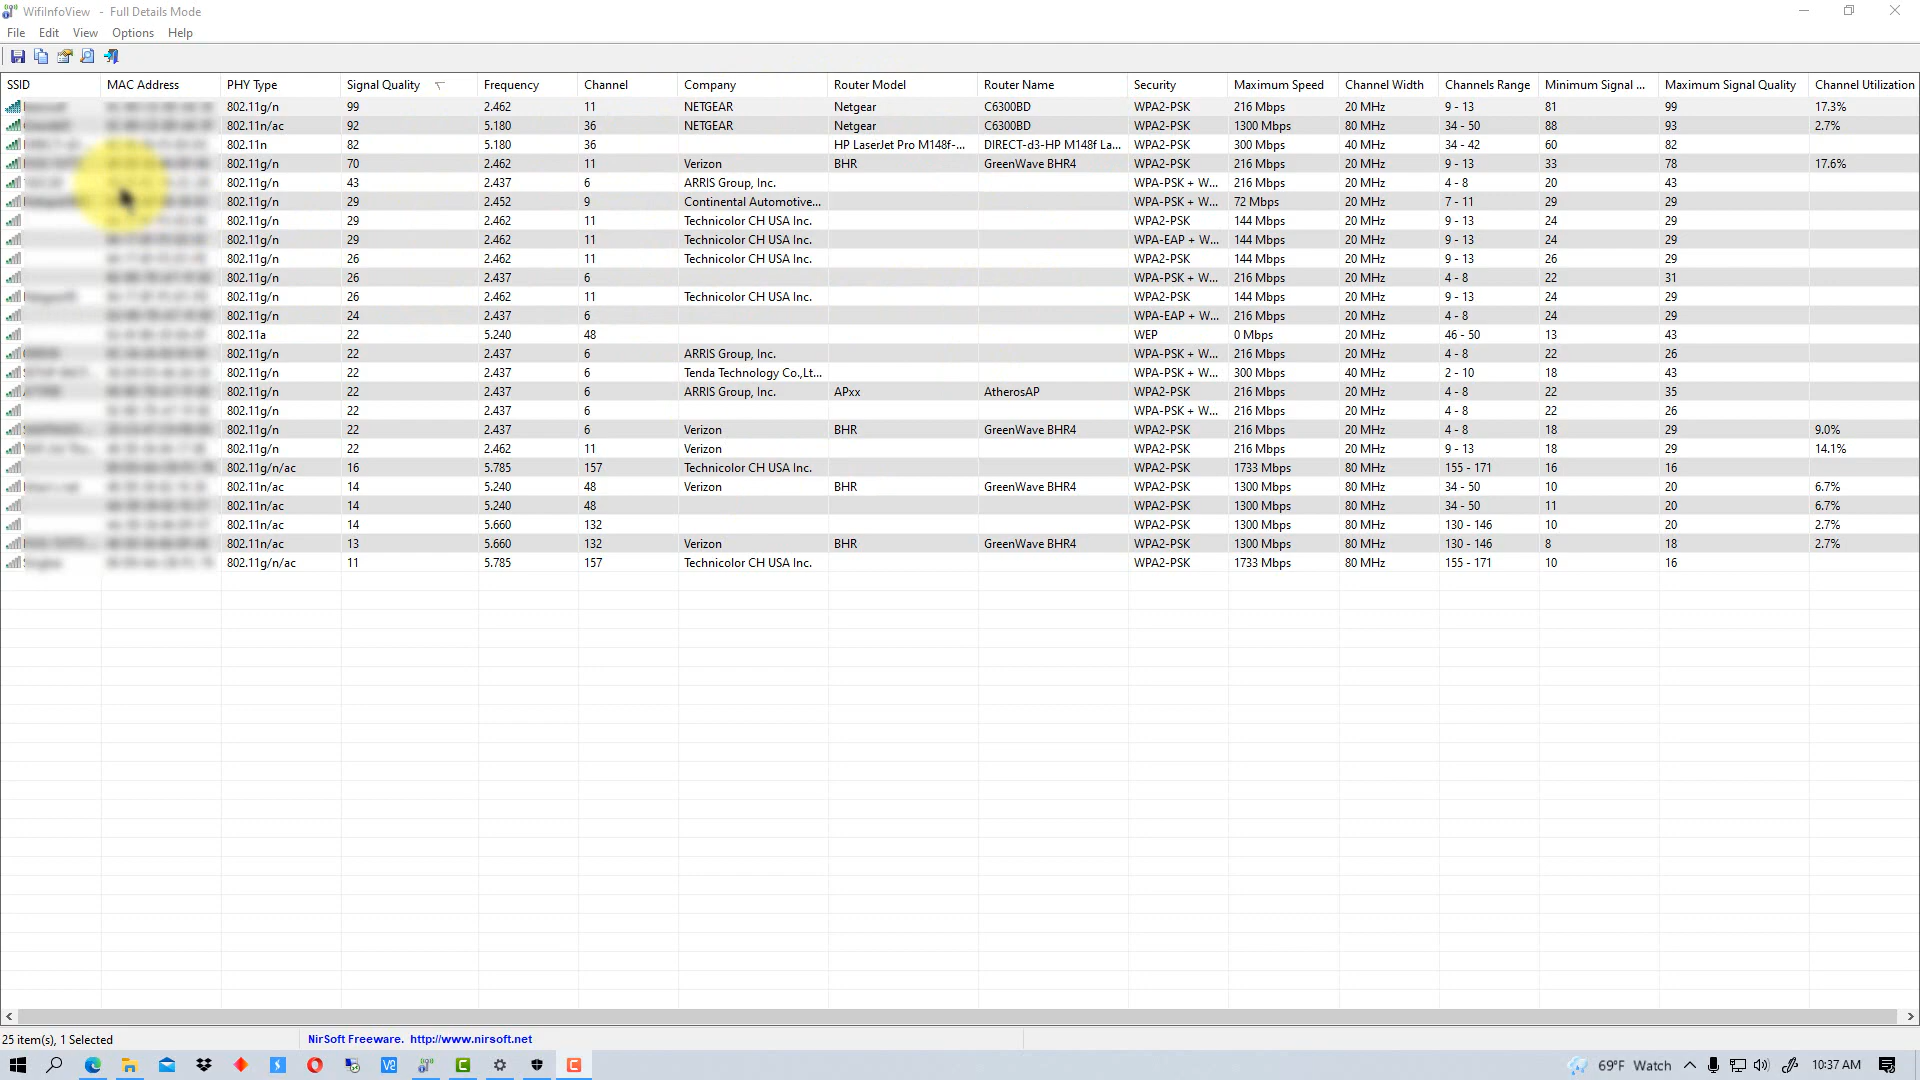 WifiInfoView - Full Details Mode
File Edit View Options Help
SSID MAC Address PHY Type Signal Quality Frequency Channel Company Router Model Router Name Security Maximum Speed Channel Width Channels Range Minimum Signal ... Maximum Signal Quality Channel Utilization
802.11g/n 99 2.462 11 NETGEAR Netgear C6300BD WPA2-PSK 216 Mbps 20 MHz 9 - 13 81 99 17.3%
802.11n/ac 92 5.180 36 NETGEAR Netgear C6300BD WPA2-PSK 1300 Mbps 80 MHz 34 - 50 88 93 2.7%
802.11n 82 5.180 36 HP LaserJet Pro M148f-... DIRECT-d3-HP M148f La... WPA2-PSK 300 Mbps 40 MHz 34 - 42 60 82
802.11g/n 70 2.462 11 Verizon BHR GreenWave BHR4 WPA2-PSK 216 Mbps 20 MHz 9 - 13 33 78 17.6%
802.11g/n 43 2.437 6 ARRIS Group, Inc. WPA-PSK + W... 216 Mbps 20 MHz 4 - 8 20 43
802.11g/n 29 2.452 9 Continental Automotive... WPA-PSK + W... 72 Mbps 20 MHz 7 - 11 29 29
802.11g/n 29 2.462 11 Technicolor CH USA Inc. WPA2-PSK 144 Mbps 20 MHz 9 - 13 24 29
802.11g/n 29 2.462 11 Technicolor CH USA Inc. WPA-EAP + W... 144 Mbps 20 MHz 9 - 13 24 29
802.11g/n 26 2.462 11 Technicolor CH USA Inc. WPA2-PSK 144 Mbps 20 MHz 9 - 13 26 29
802.11g/n 26 2.437 6 WPA-PSK + W... 216 Mbps 20 MHz 4 - 8 22 31
802.11g/n 26 2.462 11 Technicolor CH USA Inc. WPA2-PSK 144 Mbps 20 MHz 9 - 13 24 29
802.11g/n 24 2.437 6 WPA-EAP + W... 216 Mbps 20 MHz 4 - 8 24 29
802.11a 22 5.240 48 WEP 0 Mbps 20 MHz 46 - 50 13 43
802.11g/n 22 2.437 6 ARRIS Group, Inc. WPA-PSK + W... 216 Mbps 20 MHz 4 - 8 22 26
802.11g/n 22 2.437 6 Tenda Technology Co.,Lt... WPA-PSK + W... 300 Mbps 40 MHz 2 - 10 18 43
802.11g/n 22 2.437 6 ARRIS Group, Inc. APxx AtherosAP WPA2-PSK 216 Mbps 20 MHz 4 - 8 22 35
802.11g/n 22 2.437 6 WPA-PSK + W... 216 Mbps 20 MHz 4 - 8 22 26
802.11g/n 22 2.437 6 Verizon BHR GreenWave BHR4 WPA2-PSK 216 Mbps 20 MHz 4 - 8 18 29 9.0%
802.11g/n 22 2.462 11 Verizon WPA2-PSK 216 Mbps 20 MHz 9 - 13 18 29 14.1%
802.11g/n/ac 16 5.785 157 Technicolor CH USA Inc. WPA2-PSK 1733 Mbps 80 MHz 155 - 171 16 16
802.11n/ac 14 5.240 48 Verizon BHR GreenWave BHR4 WPA2-PSK 1300 Mbps 80 MHz 34 - 50 10 20 6.7%
802.11n/ac 14 5.240 48 WPA2-PSK 1300 Mbps 80 MHz 34 - 50 11 20 6.7%
802.11n/ac 14 5.660 132 WPA2-PSK 1300 Mbps 80 MHz 130 - 146 10 20 2.7%
802.11n/ac 13 5.660 132 Verizon BHR GreenWave BHR4 WPA2-PSK 1300 Mbps 80 MHz 130 - 146 8 18 2.7%
802.11g/n/ac 11 5.785 157 Technicolor CH USA Inc. WPA2-PSK 1733 Mbps 80 MHz 155 - 171 10 16
25 item(s), 1 Selected NirSoft Freeware. http://www.nirsoft.net
69°F Watch 10:37 AM